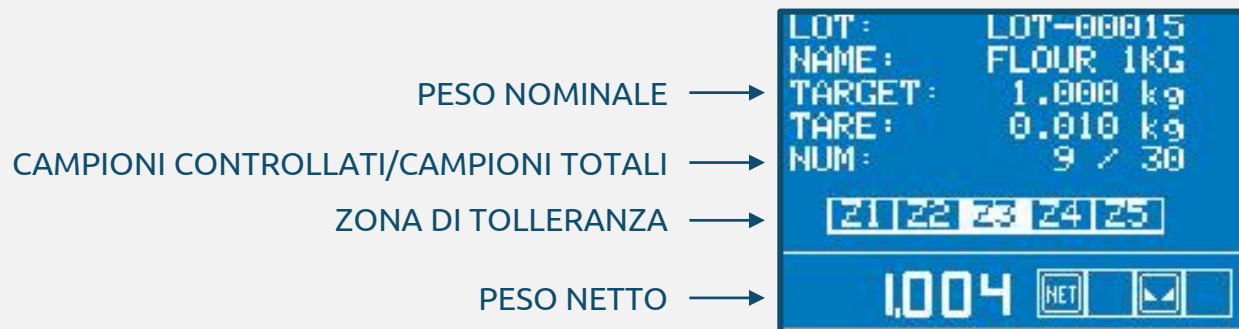 PESO NOMINALE
CAMPIONI CONTROLLATI/CAMPIONI TOTALI
ZONA DI TOLLERANZA
PESO NETTO
LOT: LOT-00015
NAME: FLOUR 1KG
TARGET: 1.000 kg
TARE: 0.010 kg
NUM: 9 / 30
Z1 Z2 Z3 Z4 Z5
1,004 NET